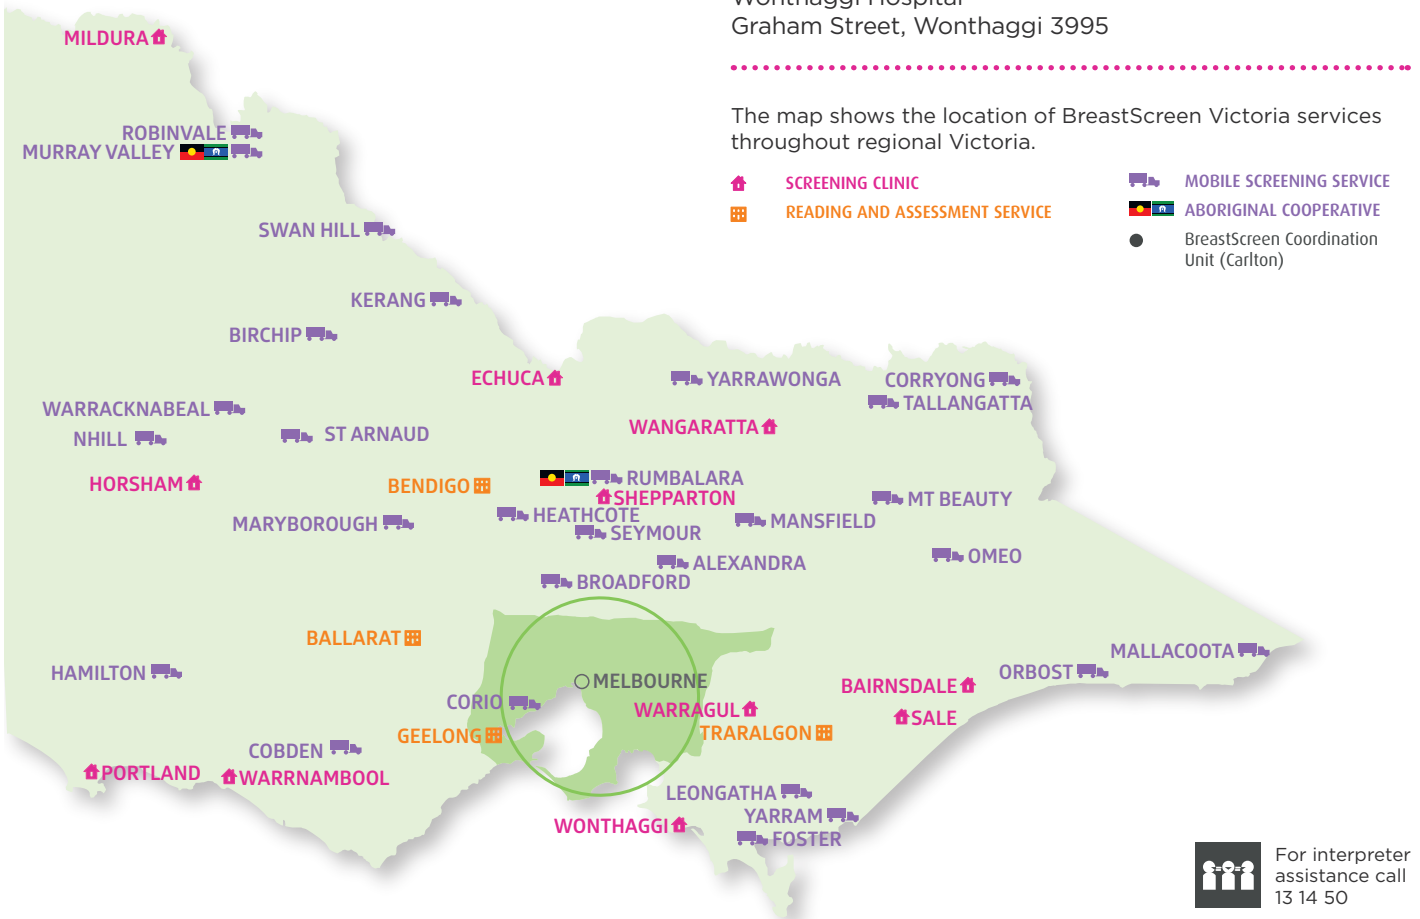 Wonthaggi Hospital
Graham Street, Wonthaggi 3995
The map shows the location of BreastScreen Victoria services
throughout regional Victoria.
SCREENING CLINIC
READING AND ASSESSMENT SERVICE
MOBILE SCREENING SERVICE
ABORIGINAL COOPERATIVE
BreastScreen Coordination
Unit (Carlton)
MILDURA
ROBINVALE
MURRAY VALLEY
SWAN HILL
KERANG
BIRCHIP
ECHUCA
YARRAWONGA
CORRYONG
TALLANGATTA
WARRACKNABEAL
NHILL
ST ARNAUD
WANGARATTA
HORSHAM
BENDIGO
RUMBALARA
SHEPPARTON
MT BEAUTY
MARYBOROUGH
HEATHCOTE
SEYMOUR
MANSFIELD
ALEXANDRA
OMEO
BROADFORD
BALLARAT
HAMILTON
MELBOURNE
MALLACOOTA
ORBOST
BAIRNSDALE
CORIO
WARRAGUL
SALE
GEELONG
TRARALGON
COBDEN
PORTLAND
WARRNAMBOOL
LEONGATHA
YARRAM
WONTHAGGI
FOSTER
For interpreter
assistance call
13 14 50